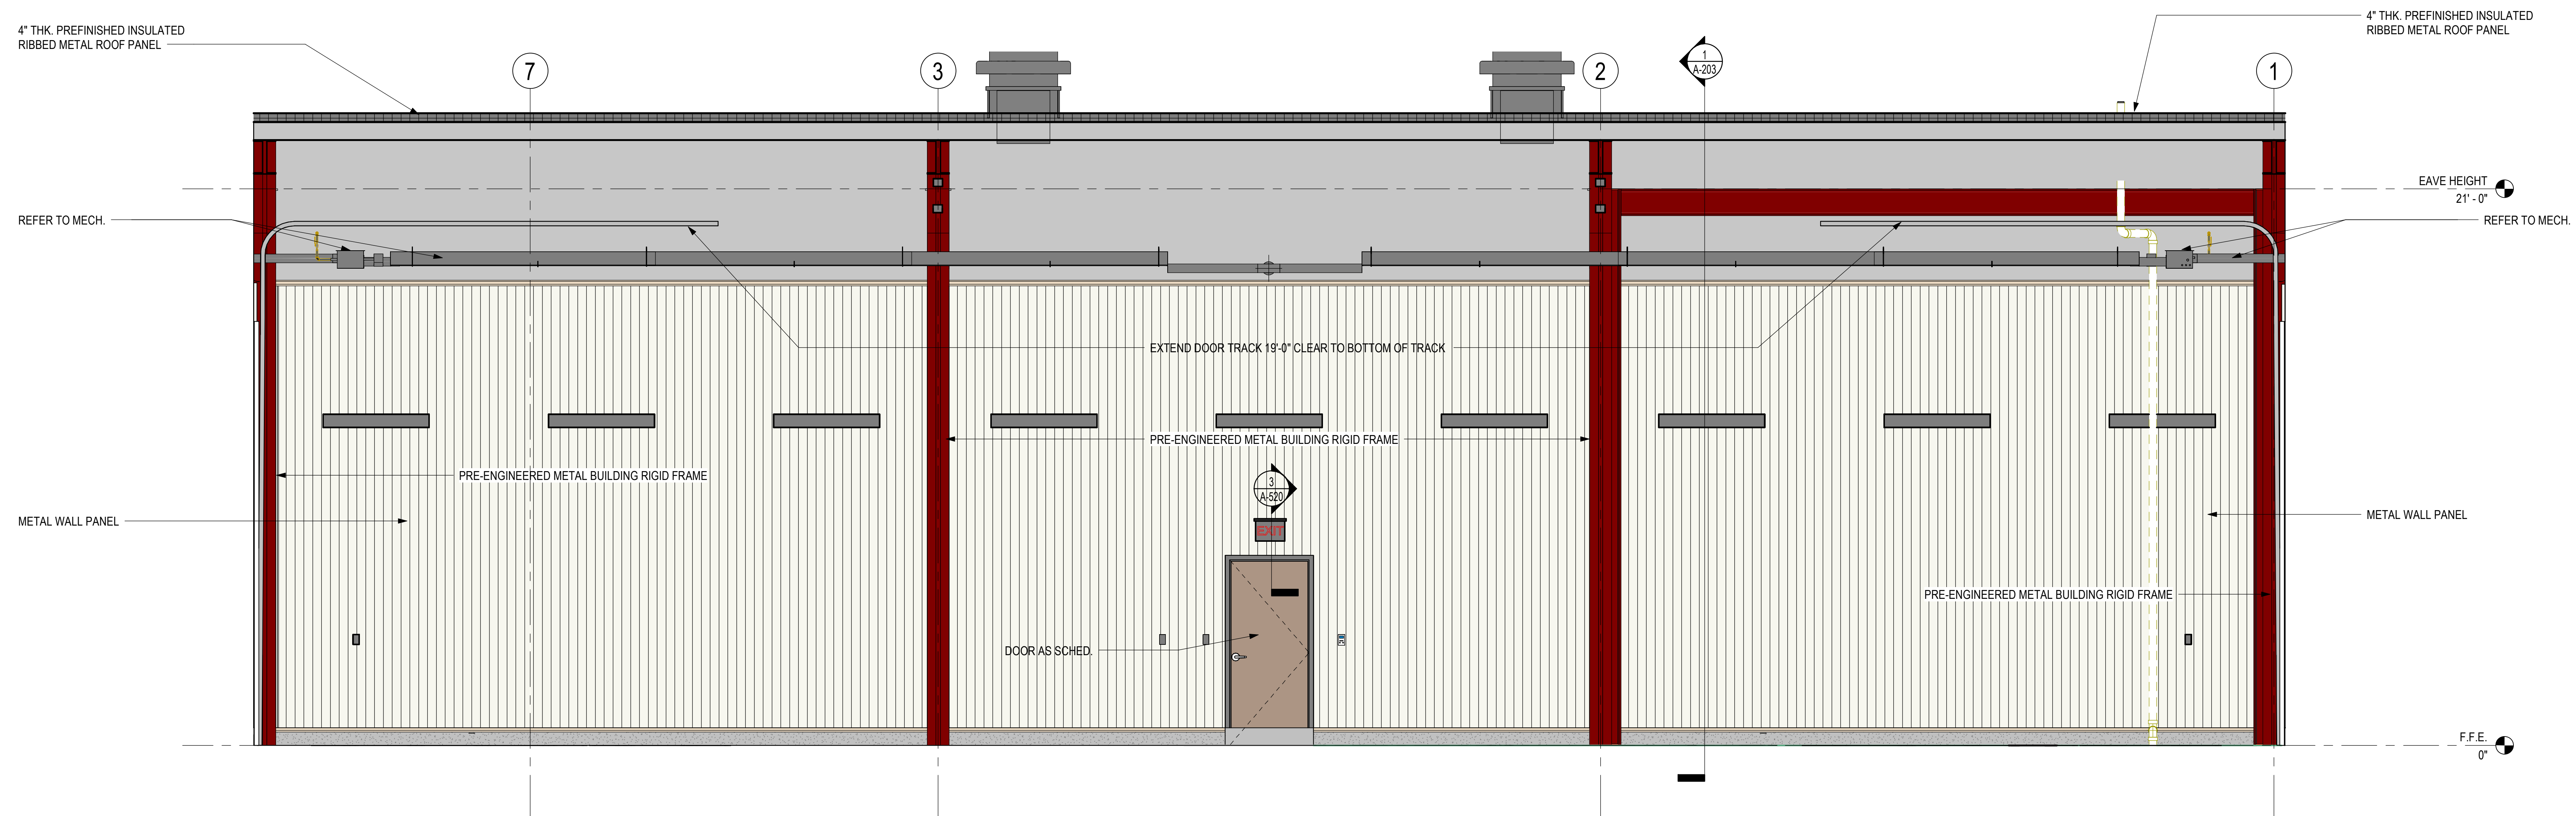 4" THK. PREFINISHED INSULATED
RIBBED METAL ROOF PANEL
4" THK. PREFINISHED INSULATED
RIBBED METAL ROOF PANEL
7
3
2
1
A-203
1
EAVE HEIGHT
21' - 0"
REFER TO MECH.
REFER TO MECH.
EXTEND DOOR TRACK 19'-0" CLEAR TO BOTTOM OF TRACK
PRE-ENGINEERED METAL BUILDING RIGID FRAME
PRE-ENGINEERED METAL BUILDING RIGID FRAME
3
A-520
METAL WALL PANEL
EXIT
METAL WALL PANEL
PRE-ENGINEERED METAL BUILDING RIGID FRAME
DOOR AS SCHED.
F.F.E.
0"